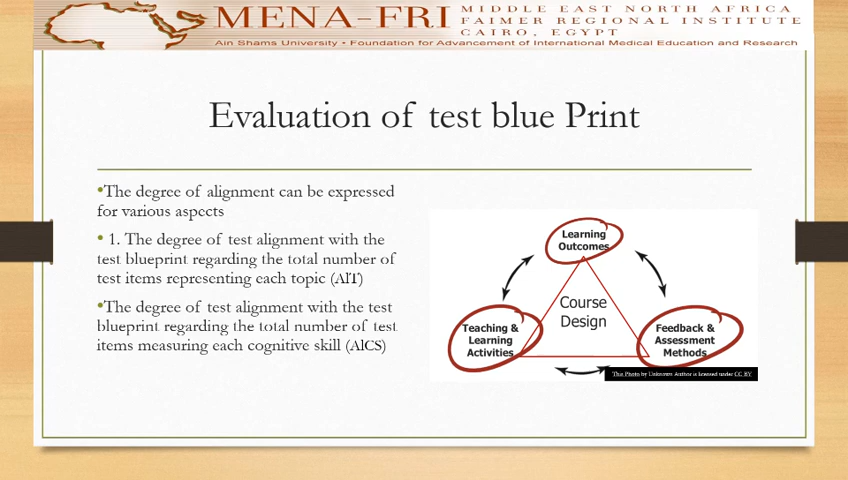 MENA-FRI
MIDDLE EAST NORTH AFRICA
FAIMER REGIONAL INSTITUTE
CAIRO, EGYPT
Ain Shams University • Foundation for Advancement of International Medical Education and Research
Evaluation of test blue Print
•The degree of alignment can be expressed
for various aspects
• 1. The degree of test alignment with the
test blueprint regarding the total number of
test items representing each topic (AlT)
•The degree of test alignment with the test
blueprint regarding the total number of test
items measuring each cognitive skill (AlCS)
Learning
Outcomes
Course
Design
Teaching &
Learning
Activities
Feedback &
Assessment
Methods
This Photo by Unknown Author is licensed under CC BY